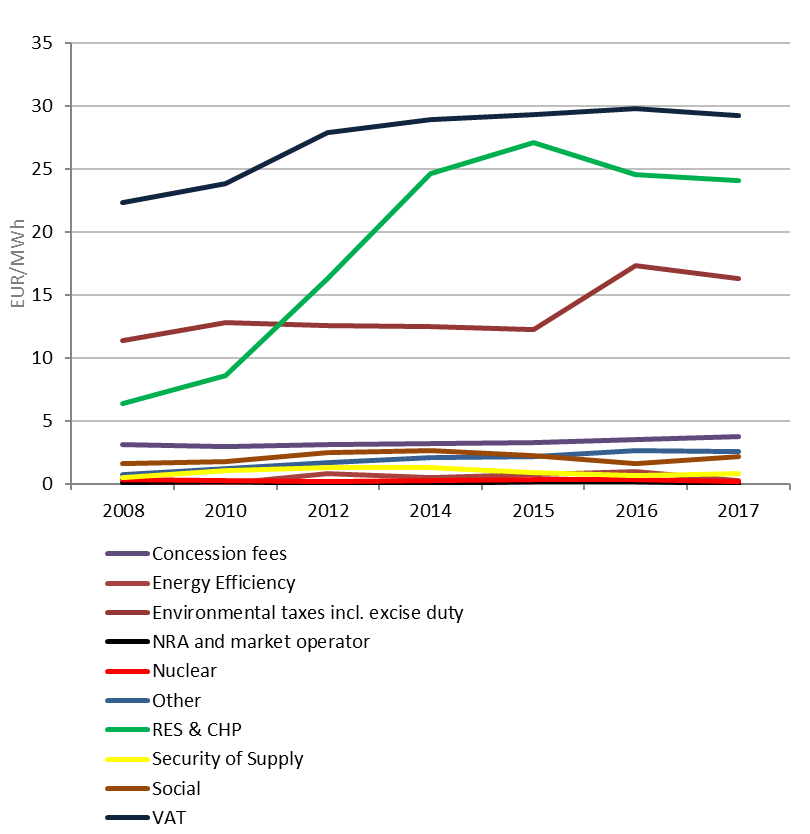 35
30
25
20
15
10
5
0
EUR/MWh
2008 2010 2012 2014 2015 2016 2017
Concession fees
Energy Efficiency
Environmental taxes incl. excise duty
NRA and market operator
Nuclear
Other
RES & CHP
Security of Supply
Social
VAT